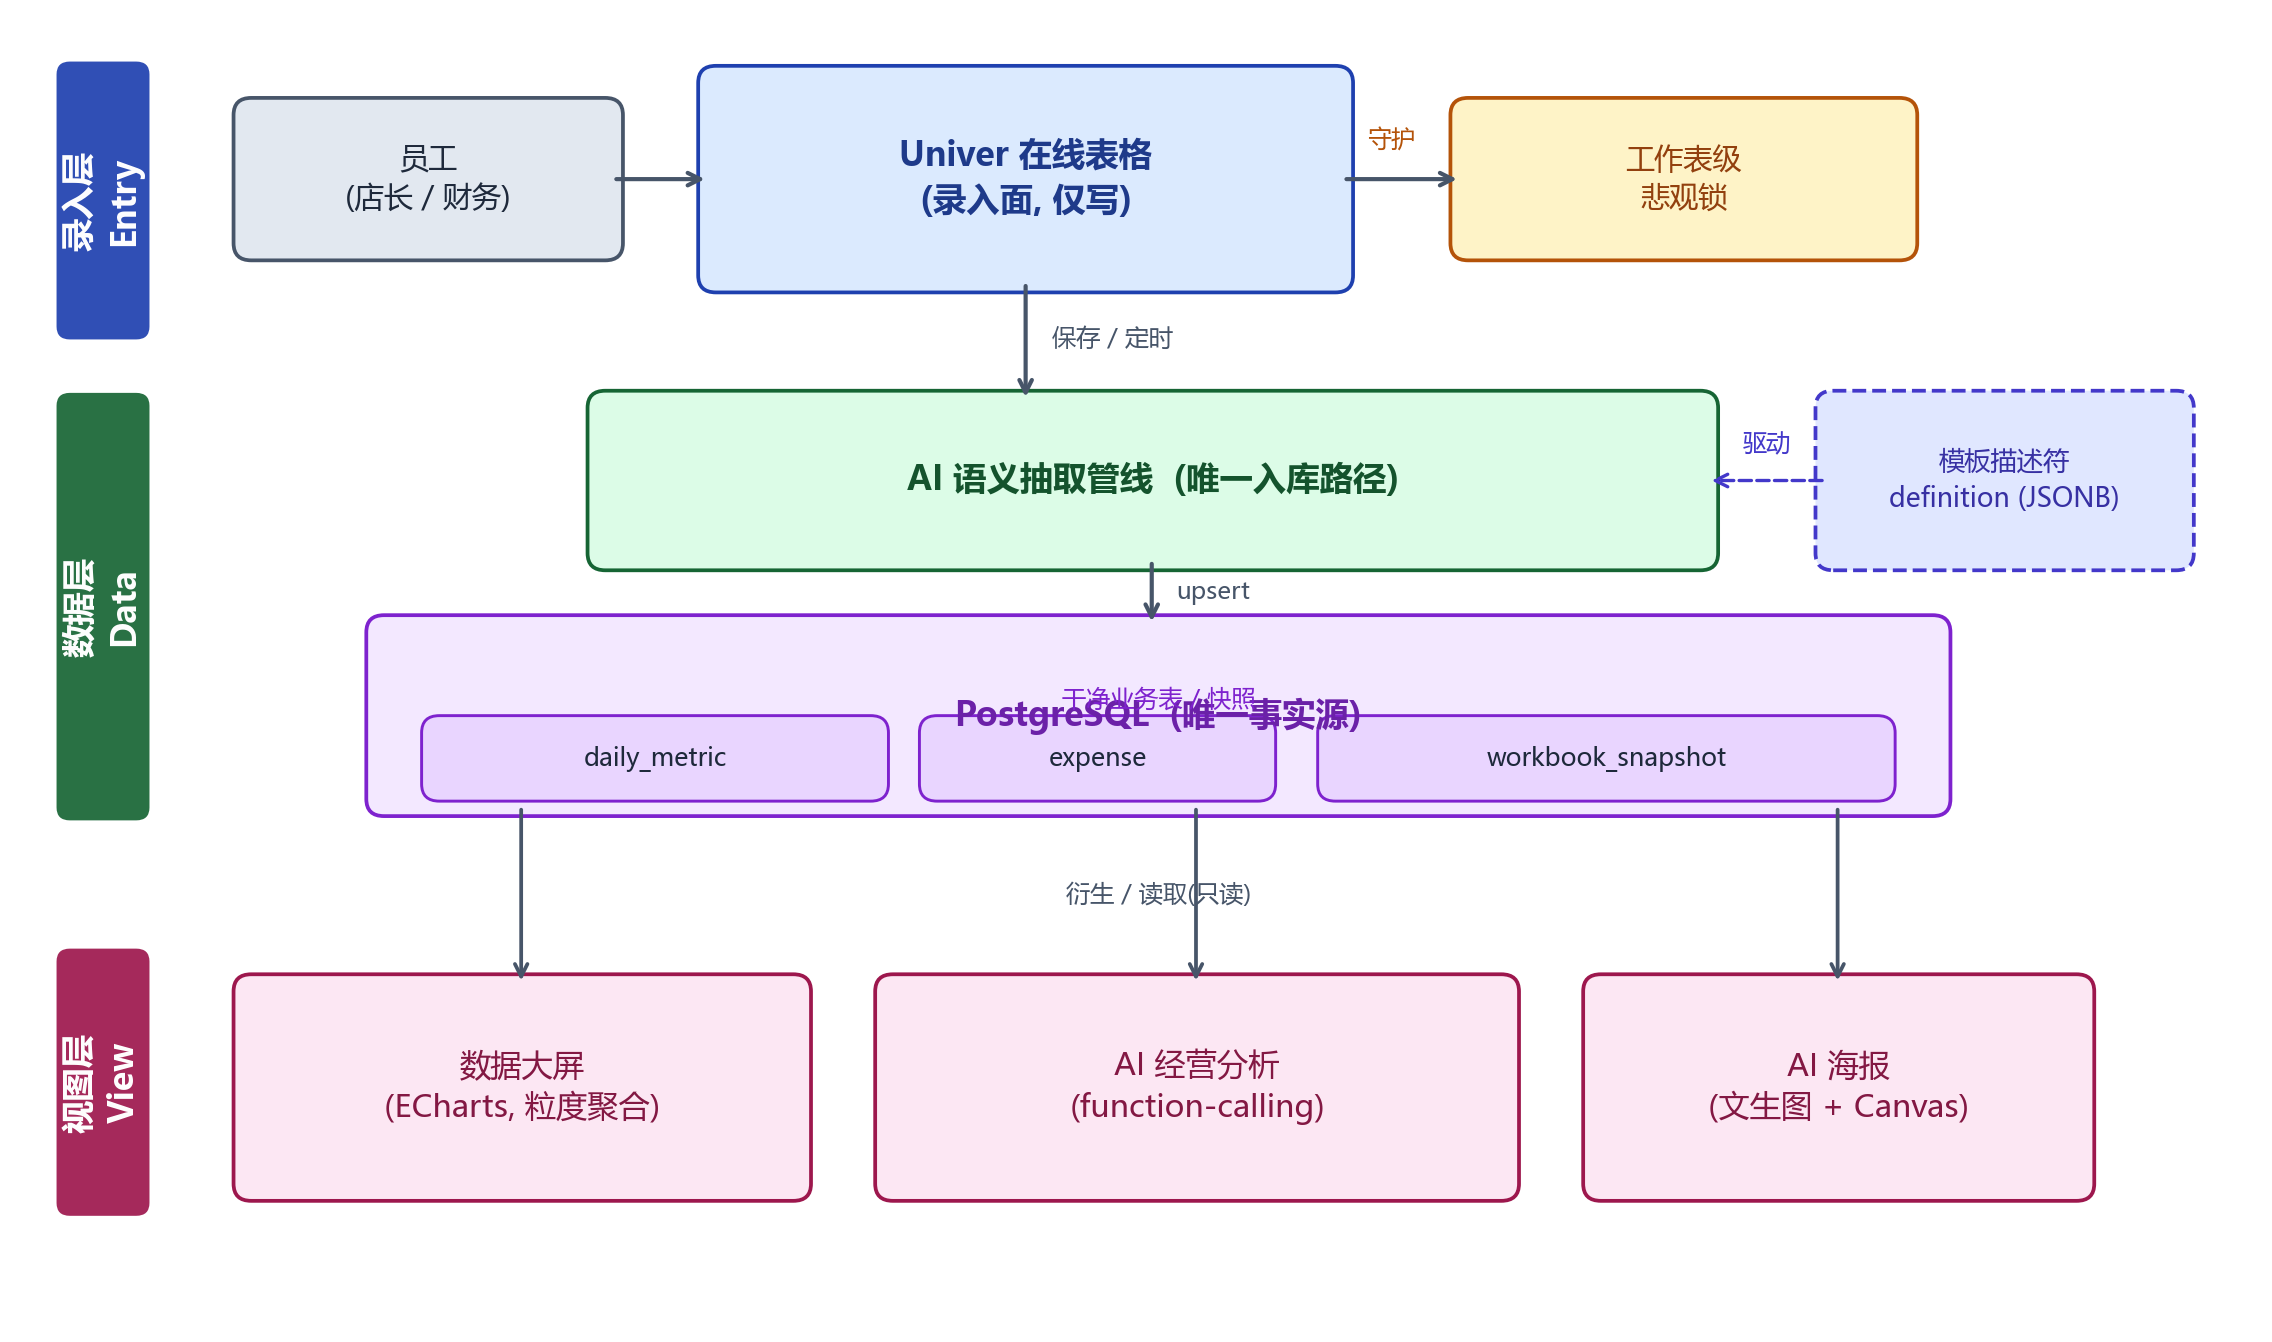 录入层
Entry
员工
(店长 / 财务)
Univer 在线表格
(录入面, 仅写)
守护
工作表级
悲观锁
保存 / 定时
数据层
Data
AI 语义抽取管线 (唯一入库路径)
驱动
模板描述符
definition (JSONB)
upsert
干净业务表 / 快照
PostgreSQL (唯一事实源)
daily_metric
expense
workbook_snapshot
衍生 / 读取(只读)
视图层
View
数据大屏
(ECharts, 粒度聚合)
AI 经营分析
(function-calling)
AI 海报
(文生图 + Canvas)